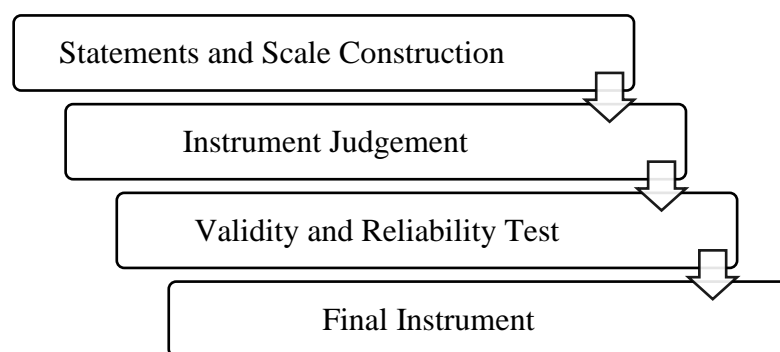 Statements and Scale Construction
Instrument Judgement
Validity and Reliability Test
Final Instrument